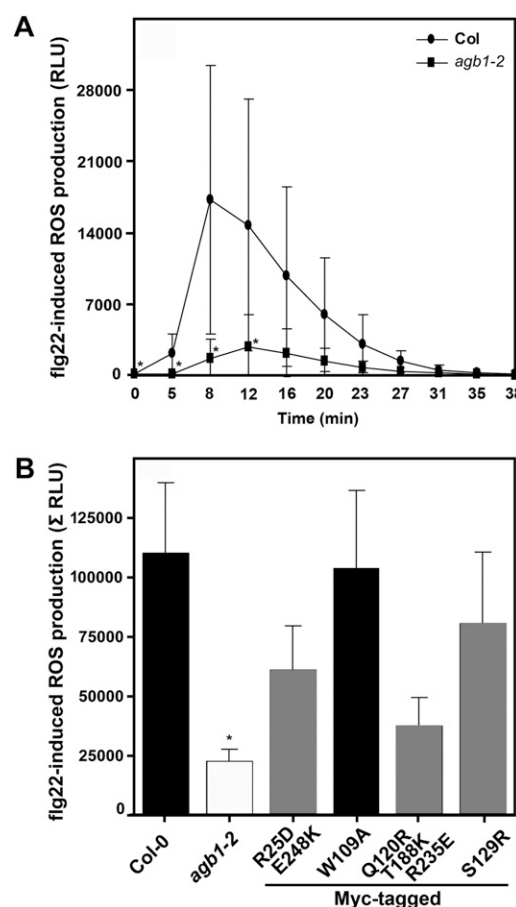 A
flg22-induced ROS production (RLU)
Col
agb1-2
28000
21000
14000
7000
0
*
*
*
*
0 5 8 12 16 20 23 27 31 35 38
Time (min)
B
flg22-induced ROS production (Σ RLU)
125000
100000
75000
50000
25000
0
*
Col-0
agb1-2
R25D
E248K
W109A
Q120R
T188K
R235E
S129R
Myc-tagged